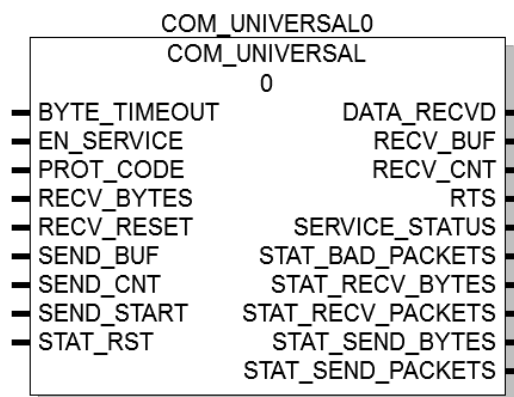 COM_UNIVERSAL0
COM_UNIVERSAL
0
BYTE_TIMEOUT DATA_RECVD
EN_SERVICE RECV_BUF
PROT_CODE RECV_CNT
RECV_BYTES RTS
RECV_RESET SERVICE_STATUS
SEND_BUF STAT_BAD_PACKETS
SEND_CNT STAT_RECV_BYTES
SEND_START STAT_RECV_PACKETS
STAT_RST STAT_SEND_BYTES
STAT_SEND_PACKETS